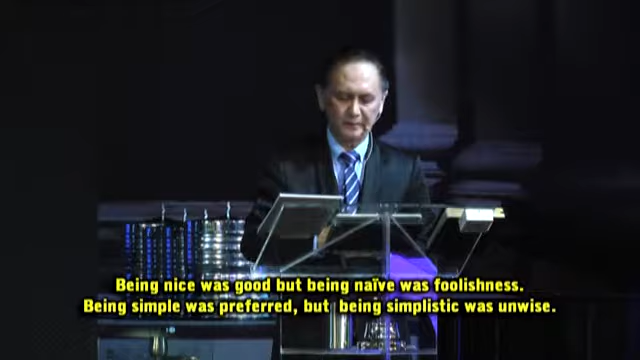 Being nice was good but being naïve was foolishness.
Being simple was preferred, but being simplistic was unwise.